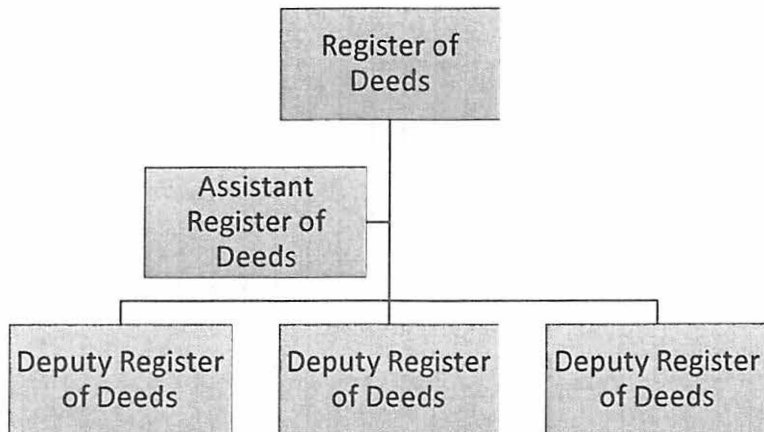 Register of
Deeds
Assistant
Register of
Deeds
Deputy Register
of Deeds
Deputy Register
of Deeds
Deputy Register
of Deeds